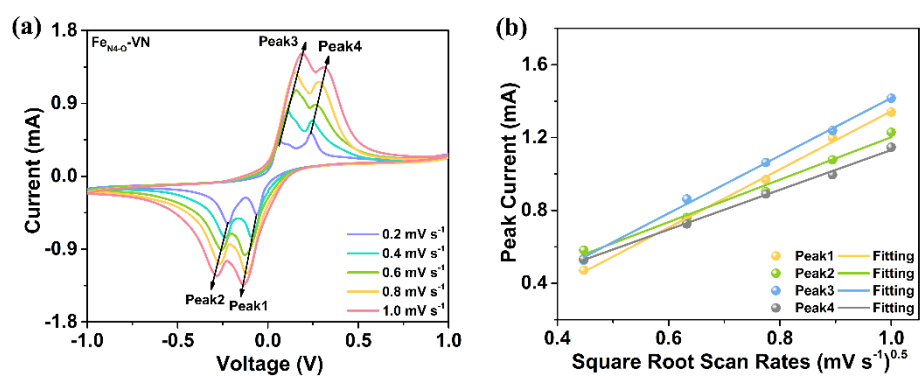 (a)
Fe_N4-O-VN
Peak3
Peak4
Peak2
Peak1
0.2 mV s⁻¹
0.4 mV s⁻¹
0.6 mV s⁻¹
0.8 mV s⁻¹
1.0 mV s⁻¹
1.8
0.9
0.0
-0.9
-1.8
Current (mA)
-1.0
-0.5
0.0
0.5
1.0
Voltage (V)
(b)
1.6
1.2
0.8
0.4
Peak Current (mA)
Peak1 Fitting
Peak2 Fitting
Peak3 Fitting
Peak4 Fitting
0.4
0.6
0.8
1.0
Square Root Scan Rates (mV s⁻¹)⁰·⁵